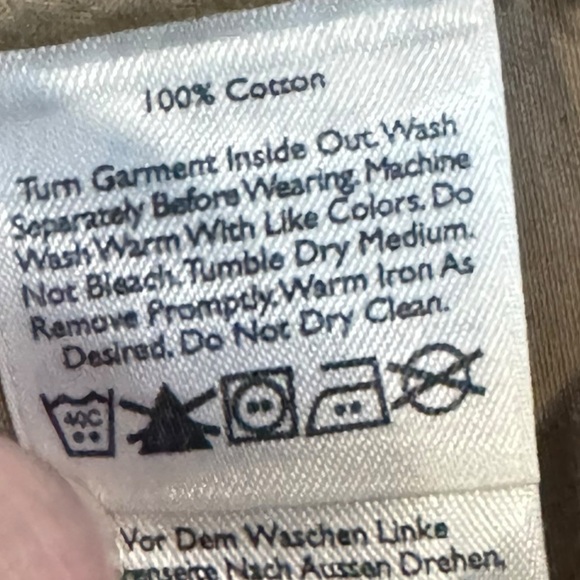 100% Cotton
Turn Garment Inside Out. Wash
Separately Before Wearing. Machine
Wash Warm With Like Colors. Do
Not Bleach. Tumble Dry Medium.
Remove Promptly. Warm Iron As
Desired. Do Not Dry Clean.
40C
Vor Dem Waschen Linke
Nach Aussen Drehen.